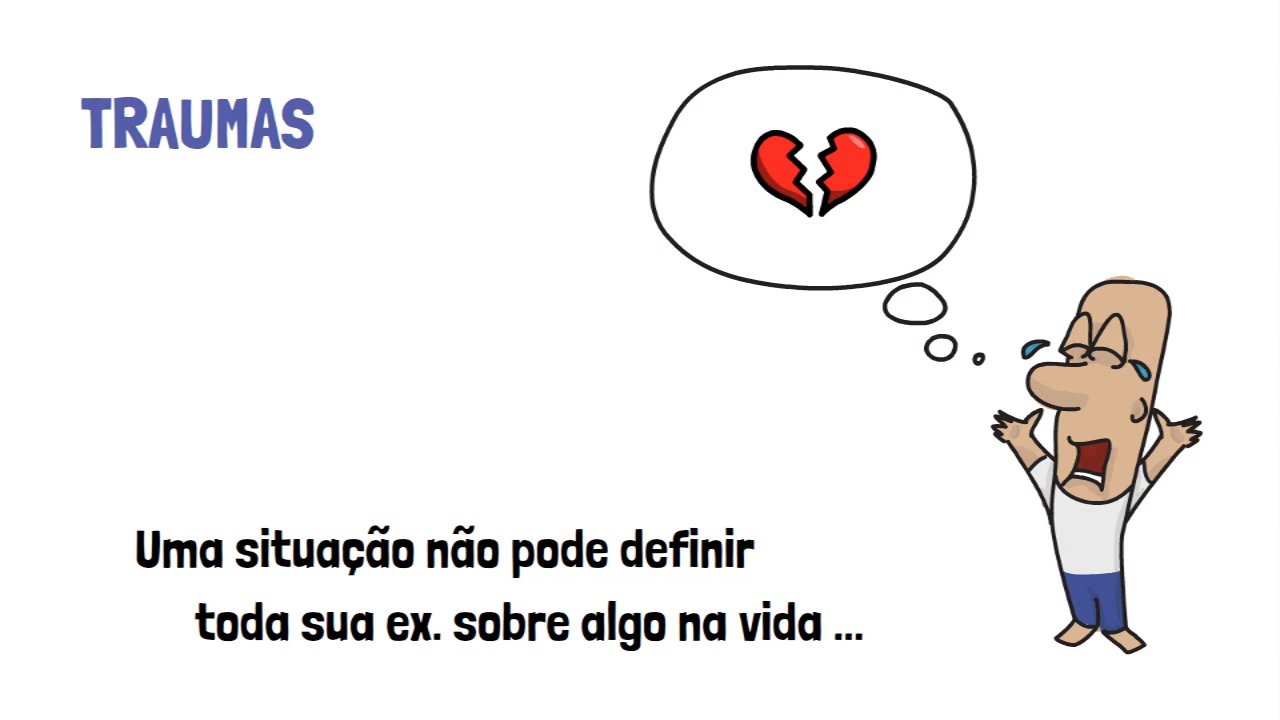 TRAUMAS
Uma situação não pode definir
toda sua ex. sobre algo na vida ...